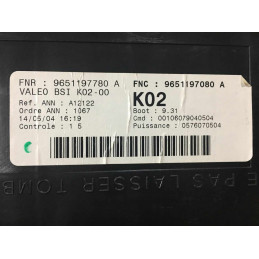 FNR : 9651197780 A
FNC : 9651197080 A
VALEO BSI K02-00
K02
Ref. ANN : A12122
Ordre ANN : 1067
Boot : 9.31
14/05/04 16:19
Cmd : 00106079040504
Controle : 1 5
Puissance : 0576070504
E PAS LAISSER TOMB